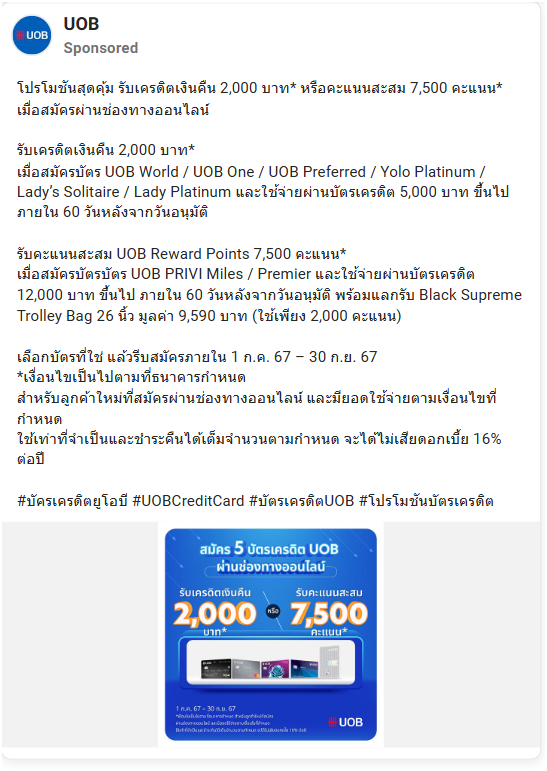 UOB
UOB
Sponsored
โปรโมชันสุดคุ้ม รับเครดิตเงินคืน 2,000 บาท* หรือคะแนนสะสม 7,500 คะแนน*
เมื่อสมัครผ่านช่องทางออนไลน์
รับเครดิตเงินคืน 2,000 บาท*
เมื่อสมัครบัตร UOB World / UOB One / UOB Preferred / Yolo Platinum /
Lady’s Solitaire / Lady Platinum และใช้จ่ายผ่านบัตรเครดิต 5,000 บาท ขึ้นไป
ภายใน 60 วันหลังจากวันอนุมัติ
รับคะแนนสะสม UOB Reward Points 7,500 คะแนน*
เมื่อสมัครบัตรบัตร UOB PRIVI Miles / Premier และใช้จ่ายผ่านบัตรเครดิต
12,000 บาท ขึ้นไป ภายใน 60 วันหลังจากวันอนุมัติ พร้อมแลกรับ Black Supreme
Trolley Bag 26 นิ้ว มูลค่า 9,590 บาท (ใช้เพียง 2,000 คะแนน)
เลือกบัตรที่ใช่ แล้วรีบสมัครภายใน 1 ก.ค. 67 – 30 ก.ย. 67
*เงื่อนไขเป็นไปตามที่ธนาคารกำหนด
สำหรับลูกค้าใหม่ที่สมัครผ่านช่องทางออนไลน์ และมียอดใช้จ่ายตามเงื่อนไขที่
กำหนด
ใช้เท่าที่จำเป็นและชำระคืนได้เต็มจำนวนตามกำหนด จะได้ไม่เสียดอกเบี้ย 16%
ต่อปี
#บัครเครดิตยูโอบี #UOBCreditCard #บัตรเครดิตUOB #โปรโมชันบัตรเครดิต
สมัคร 5 บัตรเครดิต UOB
ผ่านช่องทางออนไลน์
รับเครดิตเงินคืน
2,000
บาท*
หรือ
รับคะแนนสะสม
7,500
คะแนน*
1 ก.ค. 67 – 30 ก.ย. 67
UOB